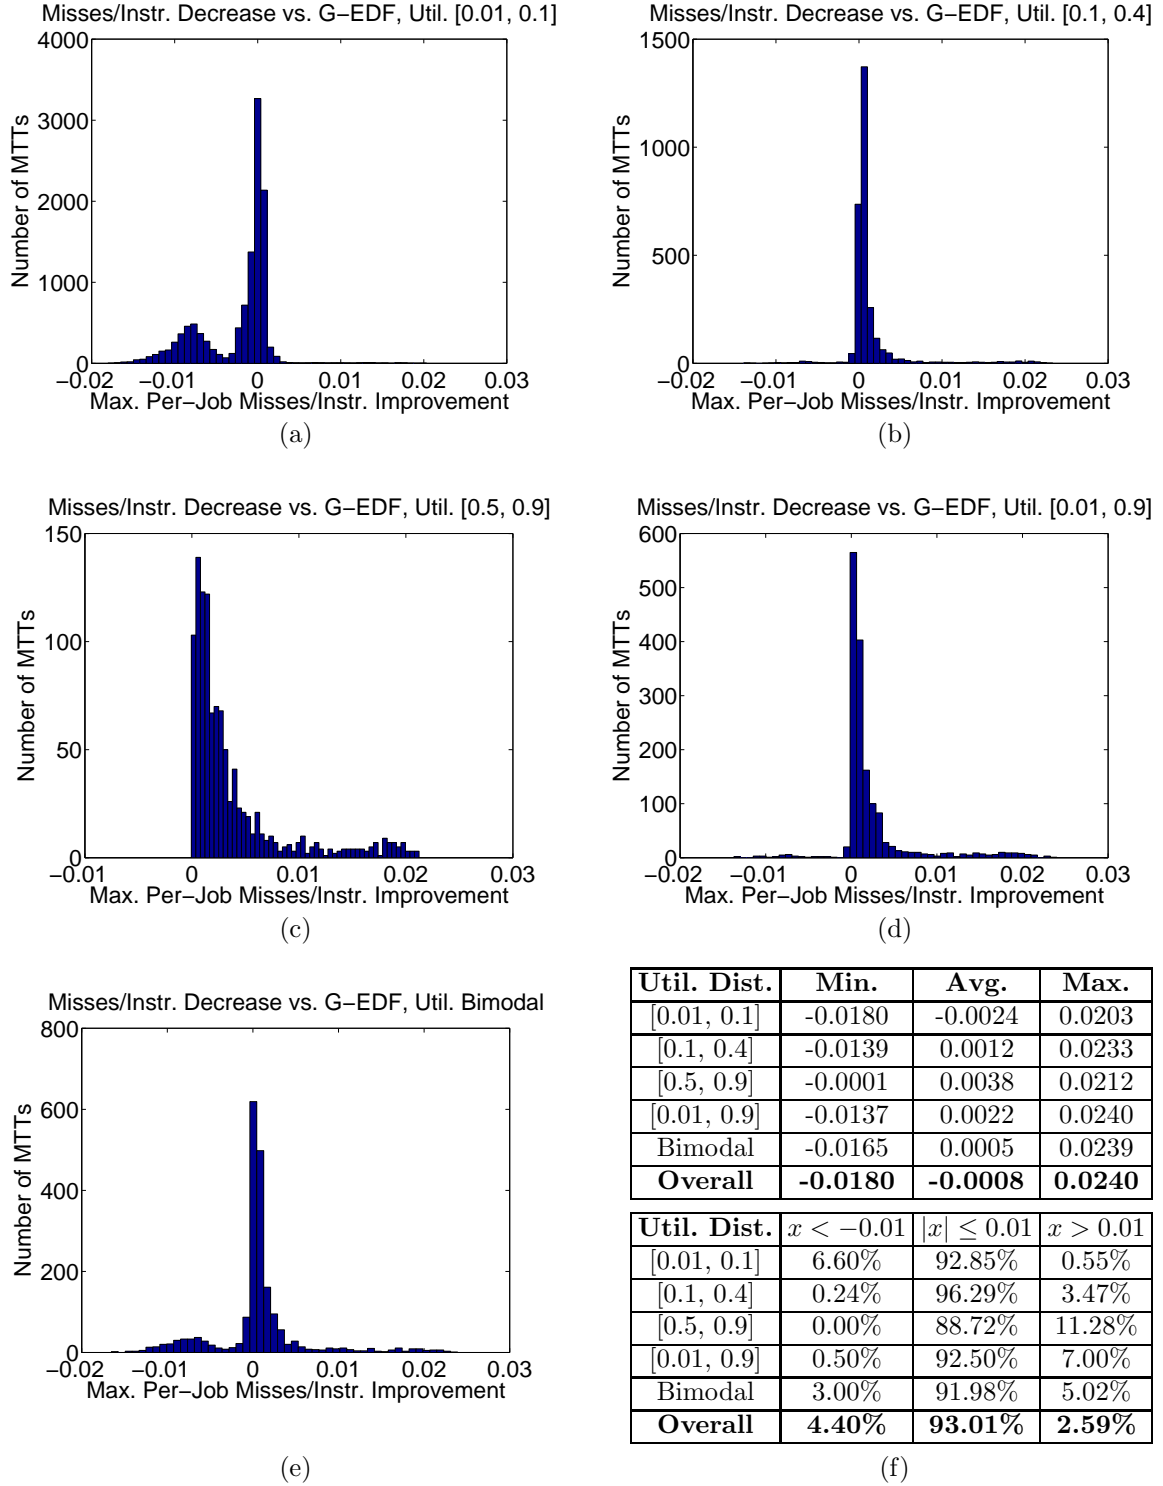 Misses/Instr. Decrease vs. G−EDF, Util. [0.01, 0.1]
4000
3000
2000
1000
0
Number of MTTs
−0.02 −0.01 0 0.01 0.02 0.03
Max. Per−Job Misses/Instr. Improvement
(a)
Misses/Instr. Decrease vs. G−EDF, Util. [0.1, 0.4]
1500
1000
500
0
Number of MTTs
−0.02 −0.01 0 0.01 0.02 0.03
Max. Per−Job Misses/Instr. Improvement
(b)
Misses/Instr. Decrease vs. G−EDF, Util. [0.5, 0.9]
150
100
50
0
Number of MTTs
−0.01 0 0.01 0.02 0.03
Max. Per−Job Misses/Instr. Improvement
(c)
Misses/Instr. Decrease vs. G−EDF, Util. [0.01, 0.9]
600
500
400
300
200
100
0
Number of MTTs
−0.02 −0.01 0 0.01 0.02 0.03
Max. Per−Job Misses/Instr. Improvement
(d)
Misses/Instr. Decrease vs. G−EDF, Util. Bimodal
800
600
400
200
0
Number of MTTs
−0.02 −0.01 0 0.01 0.02 0.03
Max. Per−Job Misses/Instr. Improvement
(e)
Util. Dist. Min. Avg. Max.
[0.01, 0.1] -0.0180 -0.0024 0.0203
[0.1, 0.4] -0.0139 0.0012 0.0233
[0.5, 0.9] -0.0001 0.0038 0.0212
[0.01, 0.9] -0.0137 0.0022 0.0240
Bimodal -0.0165 0.0005 0.0239
Overall -0.0180 -0.0008 0.0240
Util. Dist. x < −0.01 |x| ≤ 0.01 x > 0.01
[0.01, 0.1] 6.60% 92.85% 0.55%
[0.1, 0.4] 0.24% 96.29% 3.47%
[0.5, 0.9] 0.00% 88.72% 11.28%
[0.01, 0.9] 0.50% 92.50% 7.00%
Bimodal 3.00% 91.98% 5.02%
Overall 4.40% 93.01% 2.59%
(f)